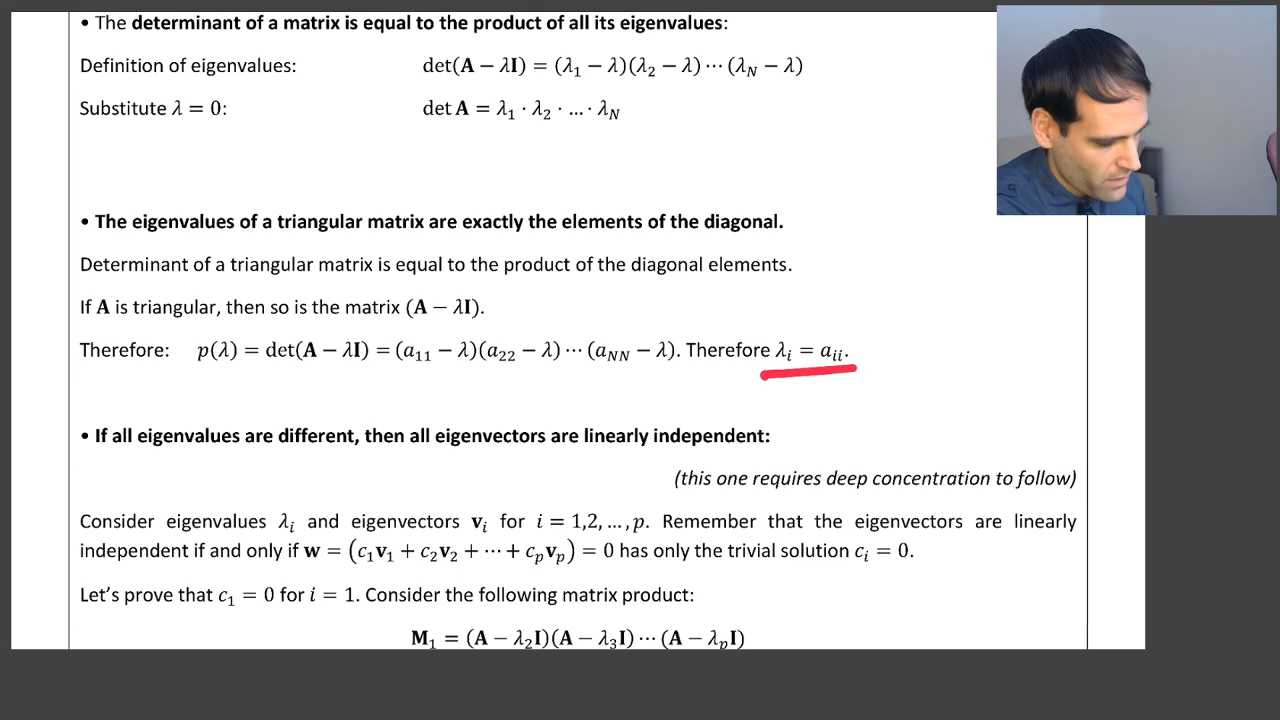 • The determinant of a matrix is equal to the product of all its eigenvalues:
Definition of eigenvalues: det(A − λI) = (λ₁ − λ)(λ₂ − λ) ⋯ (λ_N − λ)
Substitute λ = 0: det A = λ₁ · λ₂ · … · λ_N
• The eigenvalues of a triangular matrix are exactly the elements of the diagonal.
Determinant of a triangular matrix is equal to the product of the diagonal elements.
If A is triangular, then so is the matrix (A − λI).
Therefore: p(λ) = det(A − λI) = (a₁₁ − λ)(a₂₂ − λ) ⋯ (a_NN − λ). Therefore λᵢ = aᵢᵢ.
• If all eigenvalues are different, then all eigenvectors are linearly independent:
(this one requires deep concentration to follow)
Consider eigenvalues λᵢ and eigenvectors vᵢ for i = 1,2, … , p. Remember that the eigenvectors are linearly
independent if and only if w = (c₁v₁ + c₂v₂ + ⋯ + cₚvₚ) = 0 has only the trivial solution cᵢ = 0.
Let's prove that c₁ = 0 for i = 1. Consider the following matrix product:
M₁ = (A − λ₂I)(A − λ₃I) ⋯ (A − λₚI)